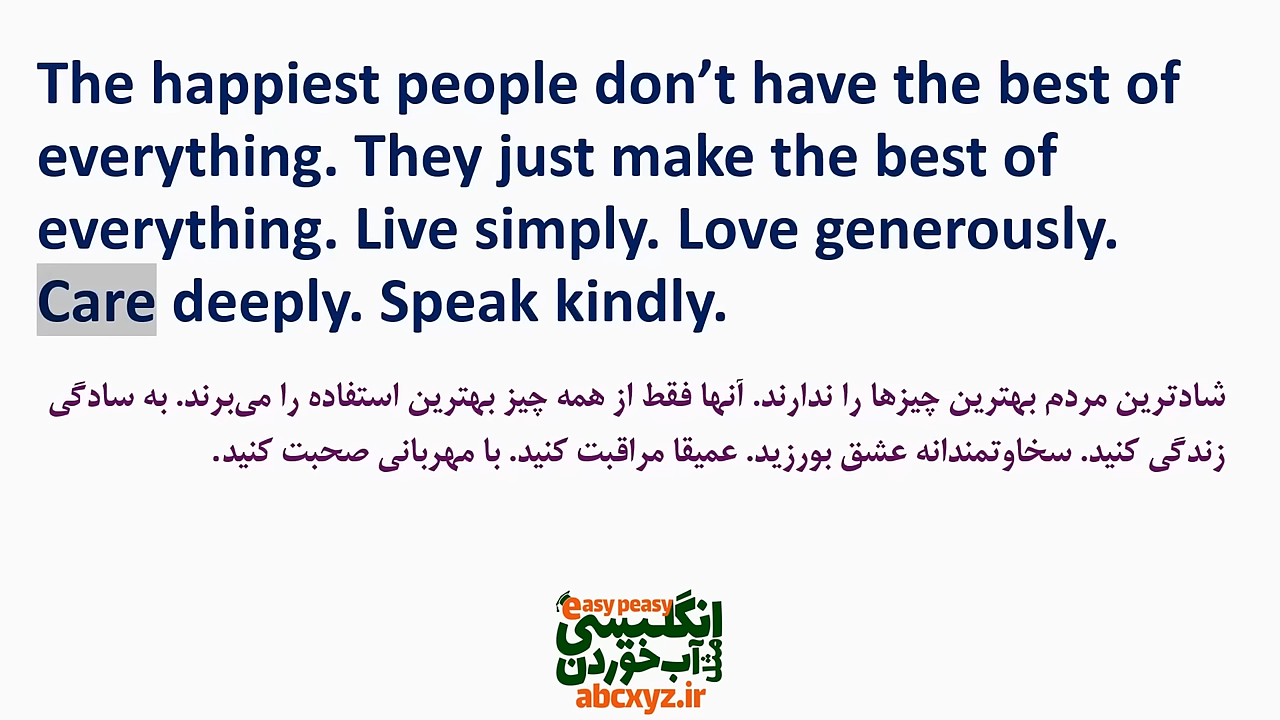 The happiest people don’t have the best of
everything. They just make the best of
everything. Live simply. Love generously.
Care deeply. Speak kindly.
شادترین مردم بهترین چیزها را ندارند. آنها فقط از همه چیز بهترین استفاده را می‌برند. به سادگی
زندگی کنید. سخاوتمندانه عشق بورزید. عمیقا مراقبت کنید. با مهربانی صحبت کنید.
easy peasy
انگلیسی
مثل آب خوردن
abcxyz.ir